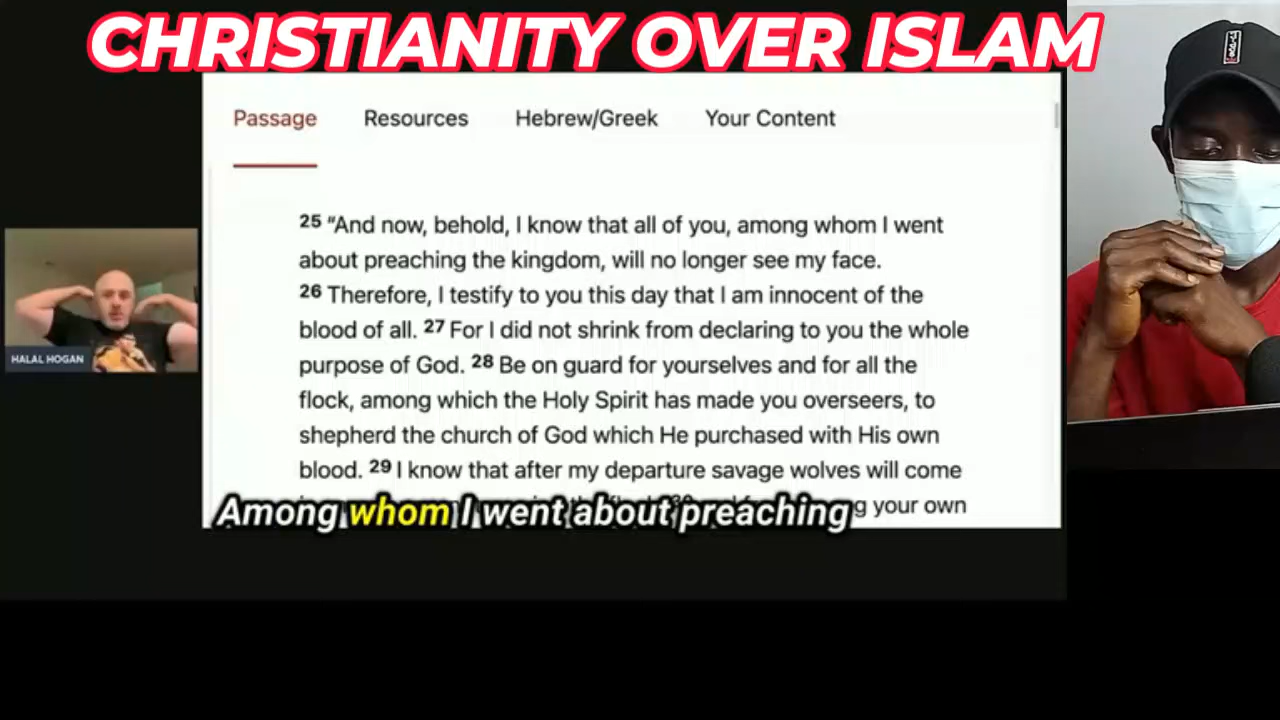 CHRISTIANITY OVER ISLAM
Passage
Resources
Hebrew/Greek
Your Content
25 “And now, behold, I know that all of you, among whom I went
about preaching the kingdom, will no longer see my face.
26 Therefore, I testify to you this day that I am innocent of the
blood of all. 27 For I did not shrink from declaring to you the whole
purpose of God. 28 Be on guard for yourselves and for all the
flock, among which the Holy Spirit has made you overseers, to
shepherd the church of God which He purchased with His own
blood. 29 I know that after my departure savage wolves will come
your own
Among whom I went about preaching
HALAL HOGAN